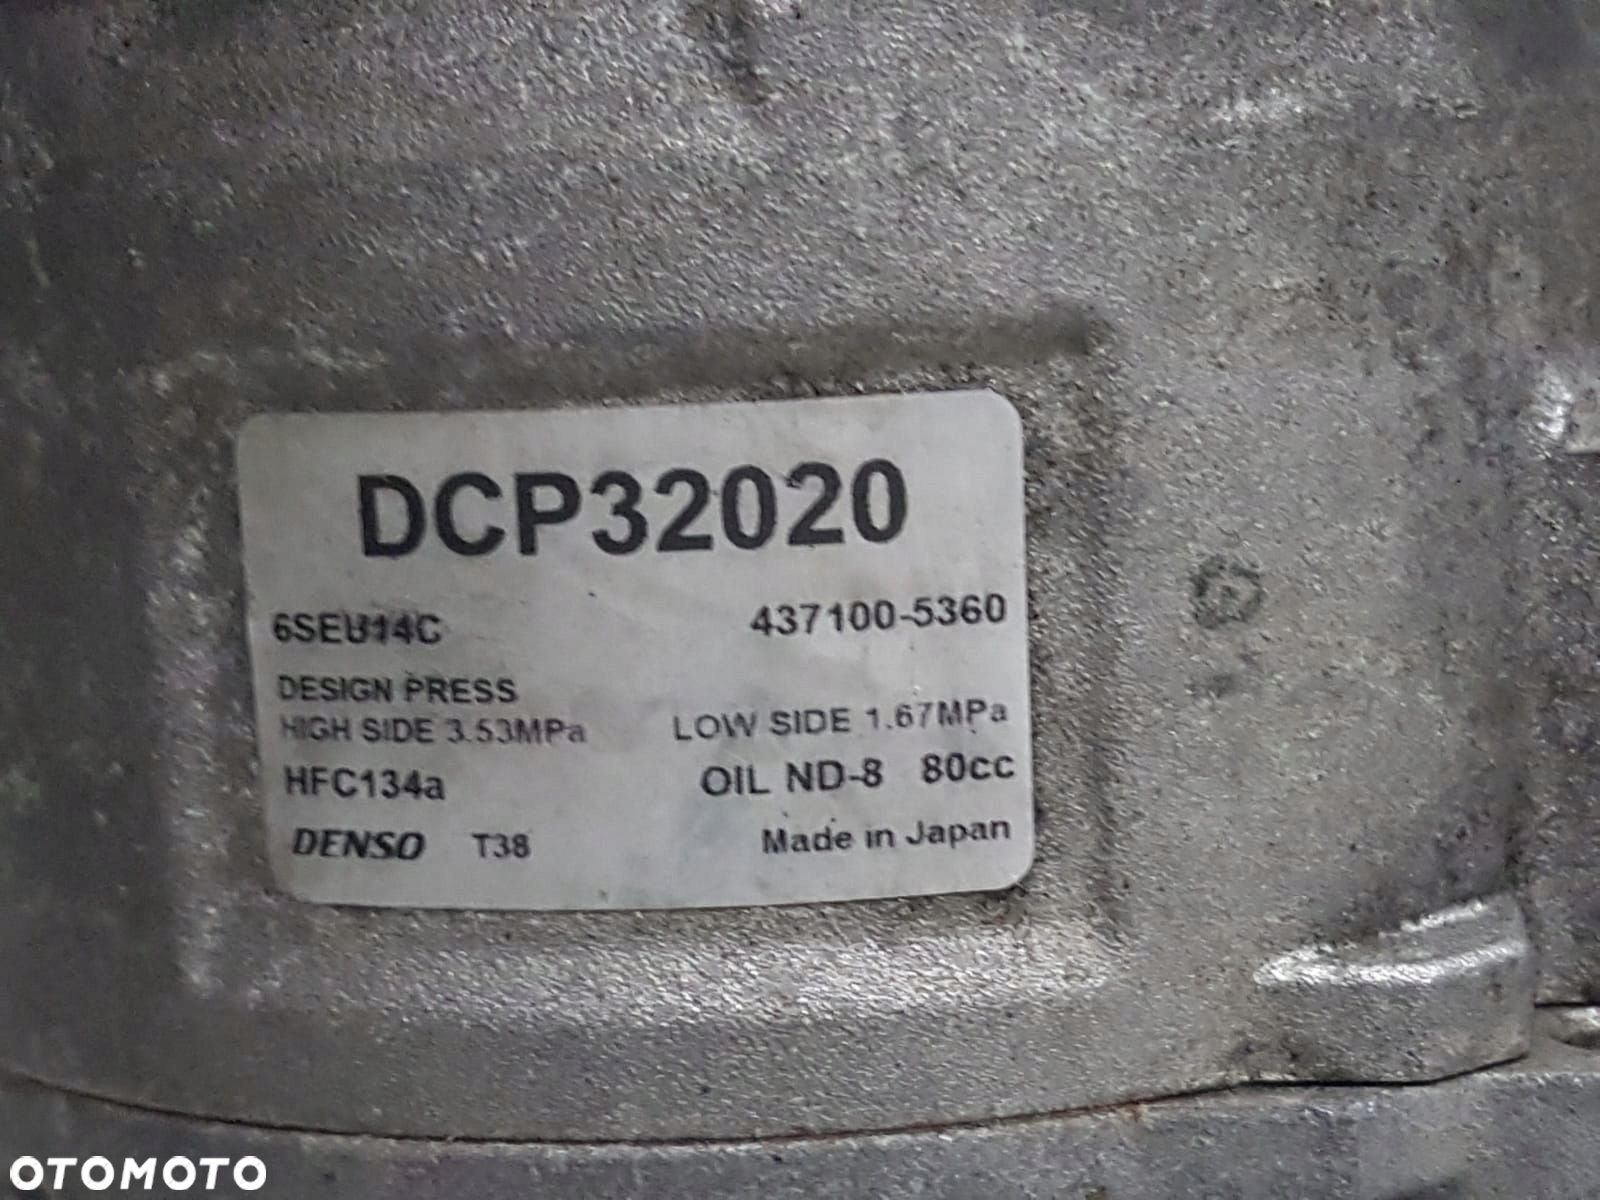 DCP32020
6SEU14C 437100-5360
DESIGN PRESS
HIGH SIDE 3.53MPa LOW SIDE 1.67MPa
HFC134a OIL ND-8 80cc
DENSO T38 Made in Japan
OTOMOTO